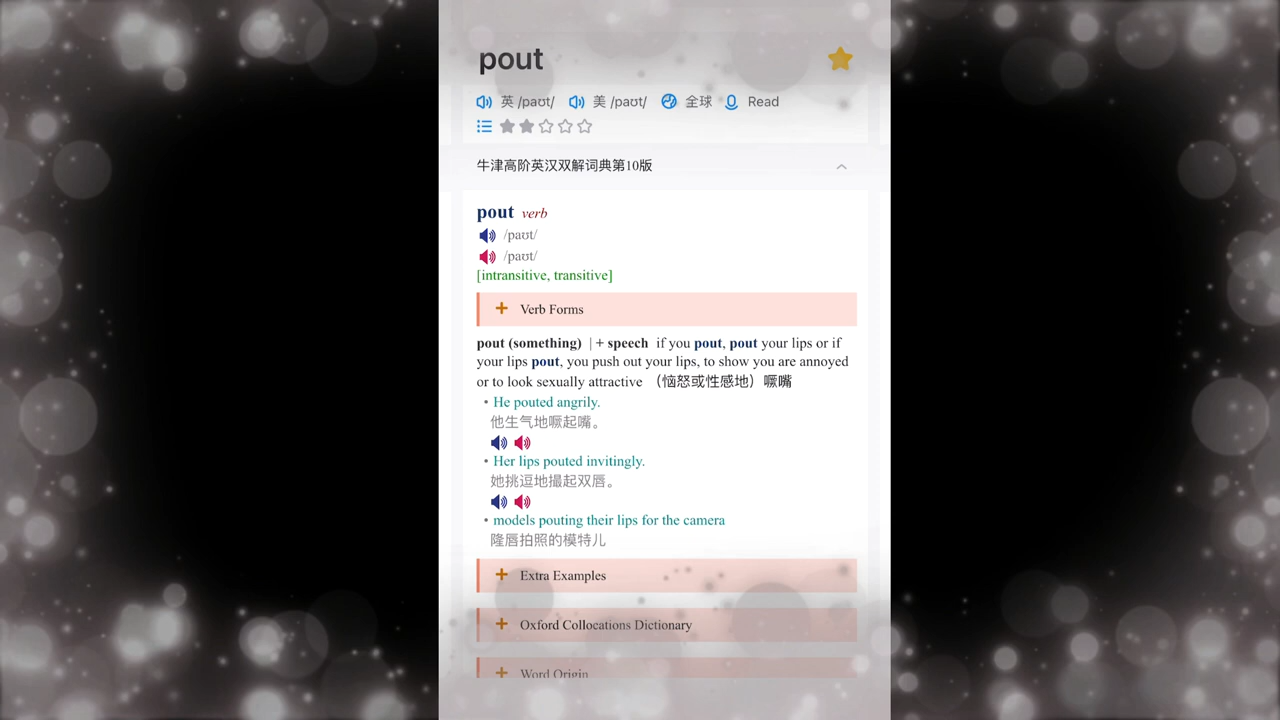 pout
英 /paʊt/ 美 /paʊt/ 全球 Read
牛津高阶英汉双解词典第10版
pout verb
/paʊt/
/paʊt/
[intransitive, transitive]
+ Verb Forms
pout (something) | + speech if you pout, pout your lips or if
your lips pout, you push out your lips, to show you are annoyed
or to look sexually attractive （恼怒或性感地）噘嘴
• He pouted angrily.
他生气地噘起嘴。
• Her lips pouted invitingly.
她挑逗地撮起双唇。
• models pouting their lips for the camera
隆唇拍照的模特儿
+ Extra Examples
+ Oxford Collocations Dictionary
+ Word Origin